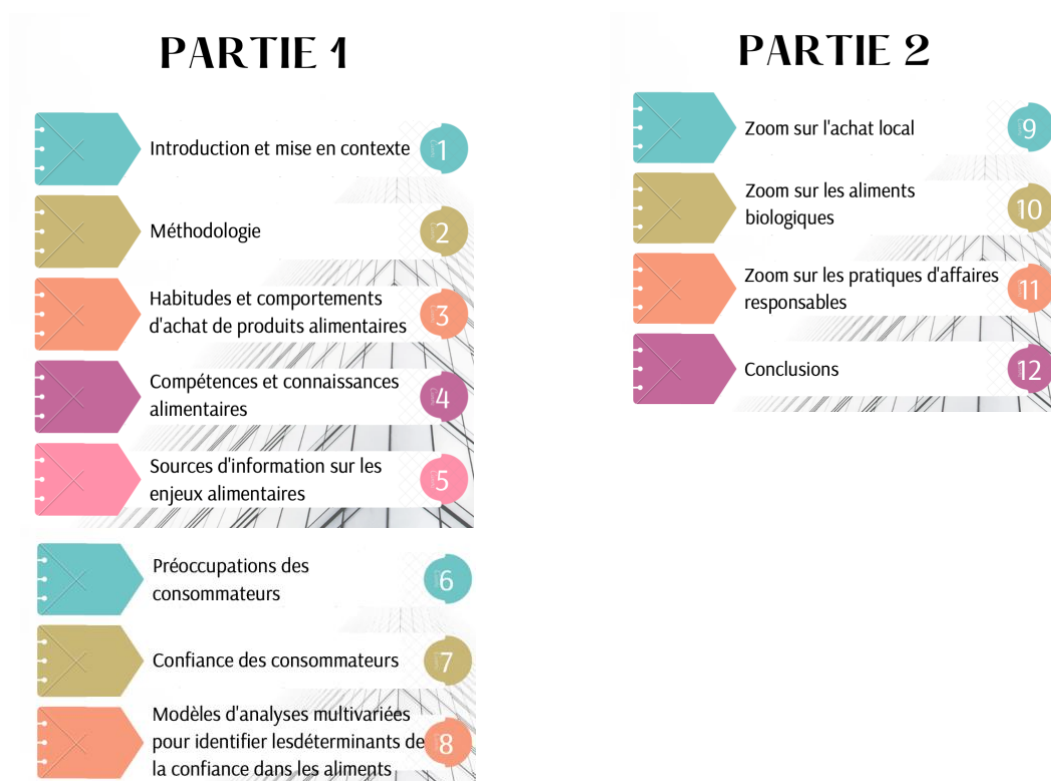 PARTIE 1
Introduction et mise en contexte 1
Méthodologie 2
Habitudes et comportements
d'achat de produits alimentaires 3
Compétences et connaissances
alimentaires 4
Sources d'information sur les
enjeux alimentaires 5
Préoccupations des
consommateurs 6
Confiance des consommateurs 7
Modèles d'analyses multivariées
pour identifier lesdéterminants de 8
la confiance dans les aliments
PARTIE 2
Zoom sur l'achat local 9
Zoom sur les aliments
biologiques 10
Zoom sur les pratiques d'affaires
responsables 11
Conclusions 12